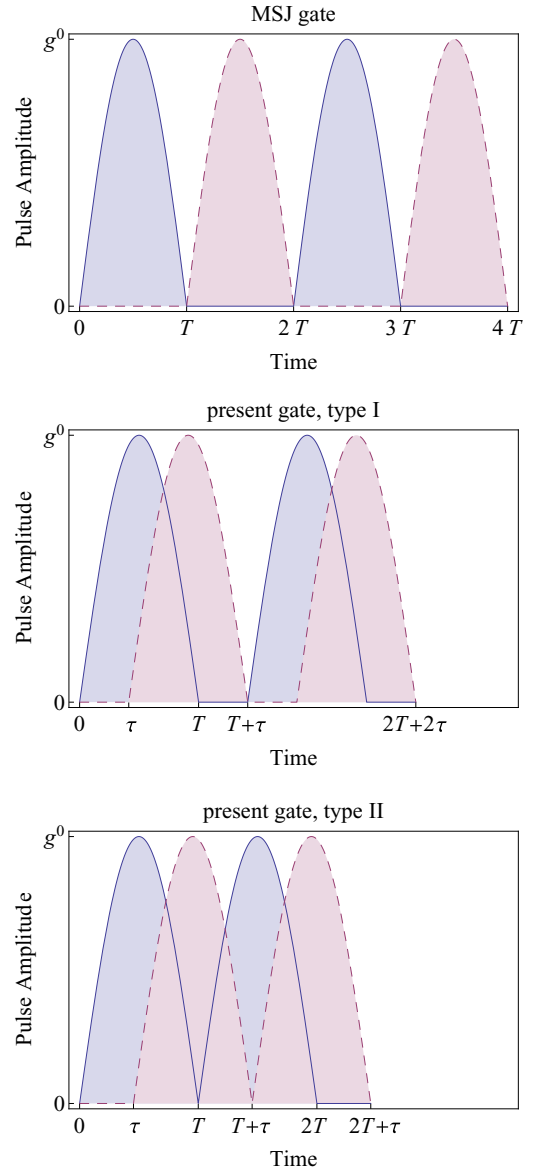 MSJ gate
g⁰
Pulse Amplitude
0
0 T 2 T 3 T 4 T
Time
present gate, type I
g⁰
Pulse Amplitude
0
0 τ T T+τ 2T+2τ
Time
present gate, type II
g⁰
Pulse Amplitude
0
0 τ T T+τ 2T 2T+τ
Time